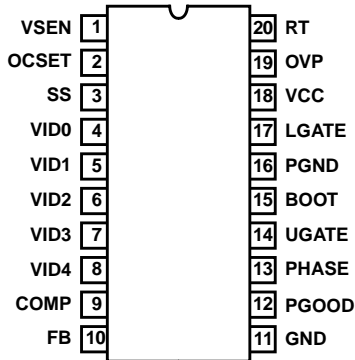 VSEN 1 20 RT
OCSET 2 19 OVP
SS 3 18 VCC
VID0 4 17 LGATE
VID1 5 16 PGND
VID2 6 15 BOOT
VID3 7 14 UGATE
VID4 8 13 PHASE
COMP 9 12 PGOOD
FB 10 11 GND